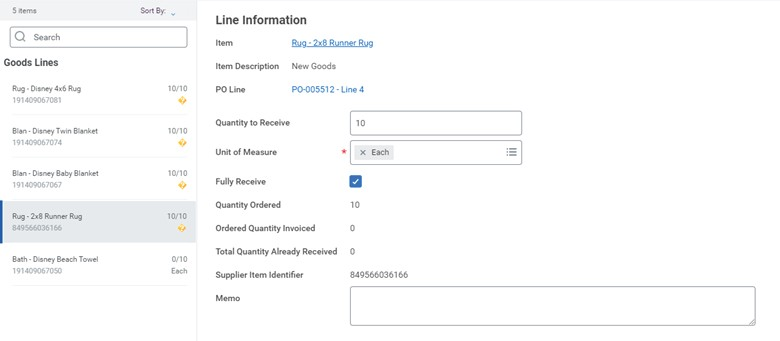 5 items
Sort By:
Search
Goods Lines
Rug - Disney 4x6 Rug 10/10
191409067081
Blan - Disney Twin Blanket 10/10
191409067074
Blan - Disney Baby Blanket 10/10
191409067067
Rug - 2x8 Runner Rug 10/10
849566036166
Bath - Disney Beach Towel 0/10
191409067050 Each
Line Information
Item Rug - 2x8 Runner Rug
Item Description New Goods
PO Line PO-005512 - Line 4
Quantity to Receive 10
Unit of Measure * × Each
Fully Receive
Quantity Ordered 10
Ordered Quantity Invoiced 0
Total Quantity Already Received 0
Supplier Item Identifier 849566036166
Memo